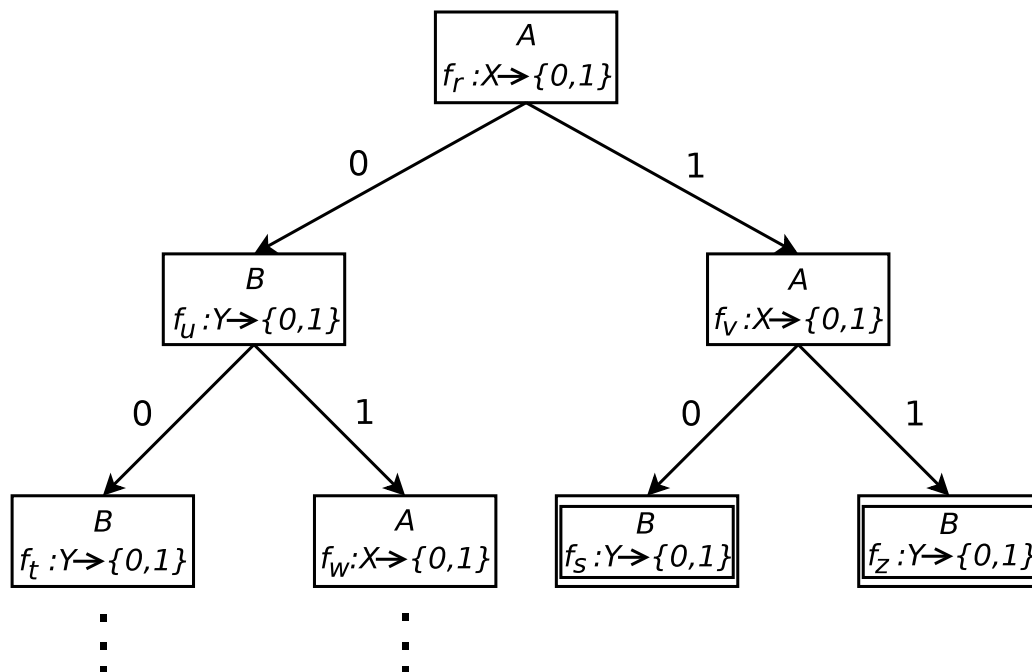 A
f_r :X→{0,1}
0
1
B
f_u :Y→{0,1}
A
f_v :X→{0,1}
0
1
0
1
B
f_t :Y→{0,1}
A
f_w:X→{0,1}
B
f_s :Y→{0,1}
B
f_z :Y→{0,1}